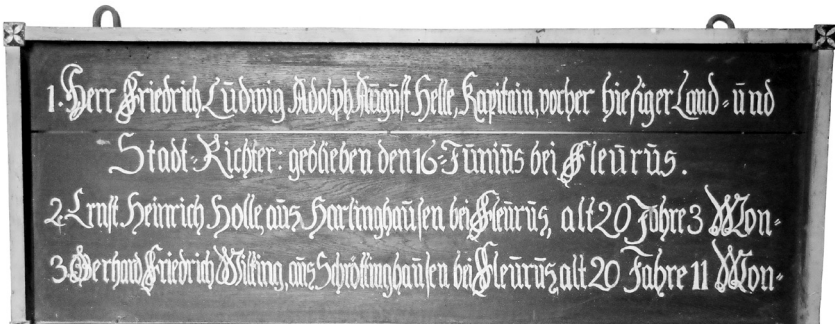 1. Herr Friedrich Ludwig Adolph August Helle, Kapitain, vorher hiesiger Land- und
Stadt-Richter: geblieben den 16-Junius bei Fleurus.
2. Ernst Heinrich Holle, aus Hartinghausen bei Fleurus, alt 20 Jahre 3 Mon-
3. Gerhard Friedrich Wilking, aus Schröttinghausen bei Fleurus, alt 20 Jahre 11 Mon-